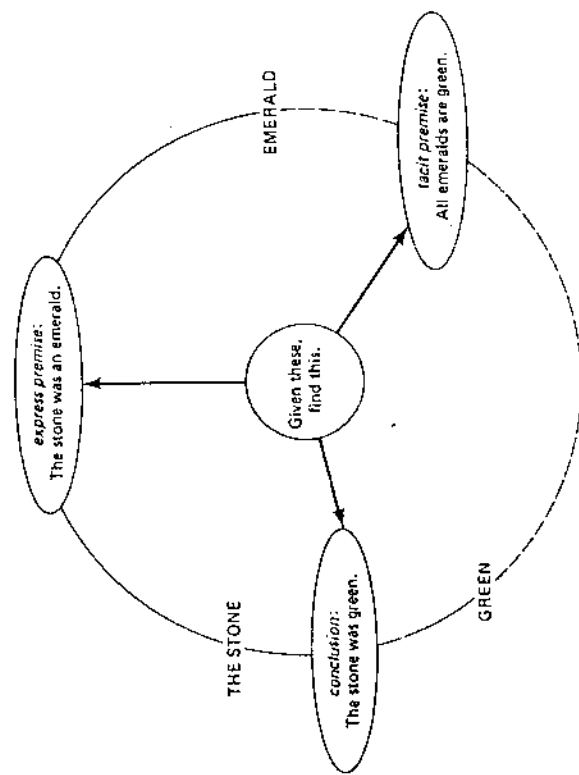 express premise:
The stone was an emerald.
THE STONE
EMERALD
Given these,
find this.
conclusion:
The stone was green.
tacit premise:
All emeralds are green.
GREEN